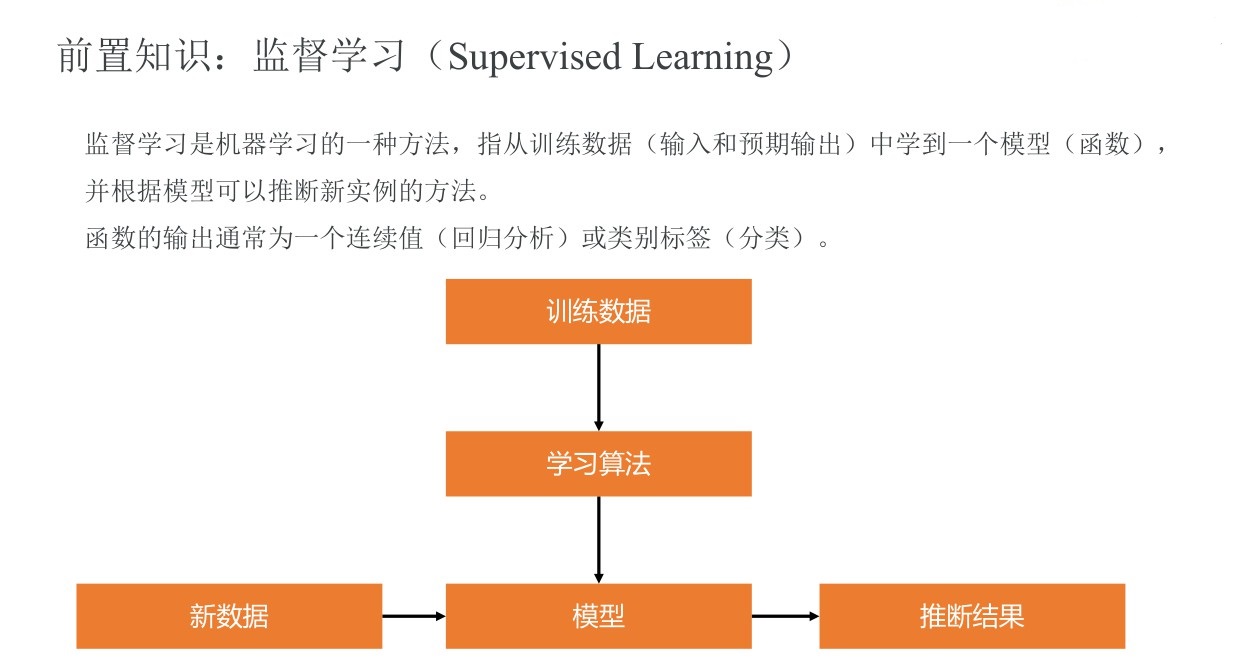 前置知识：监督学习（Supervised Learning）
监督学习是机器学习的一种方法，指从训练数据（输入和预期输出）中学到一个模型（函数），
并根据模型可以推断新实例的方法。
函数的输出通常为一个连续值（回归分析）或类别标签（分类）。
训练数据
学习算法
新数据
模型
推断结果